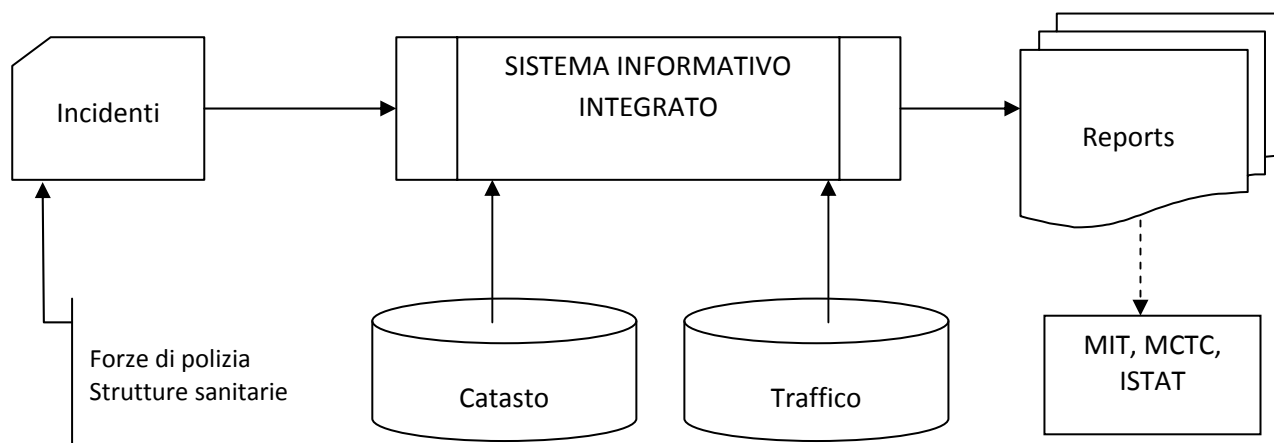 Incidenti
SISTEMA INFORMATIVO
INTEGRATO
Reports
Forze di polizia
Strutture sanitarie
Catasto
Traffico
MIT, MCTC,
ISTAT